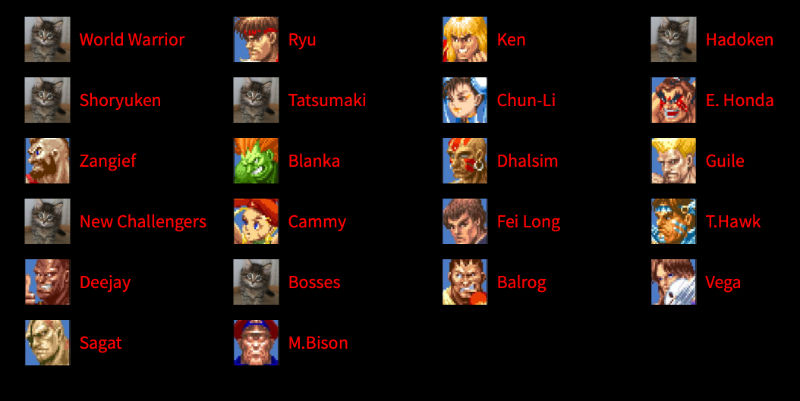 World Warrior
Ryu
Ken
Hadoken
Shoryuken
Tatsumaki
Chun-Li
E. Honda
Zangief
Blanka
Dhalsim
Guile
New Challengers
Cammy
Fei Long
T.Hawk
Deejay
Bosses
Balrog
Vega
Sagat
M.Bison